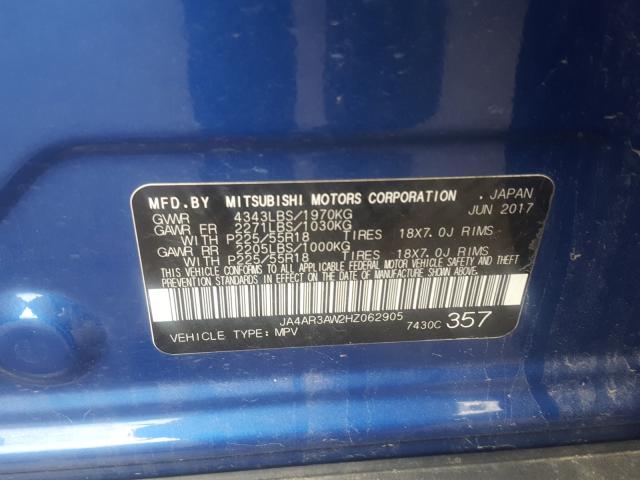 MFD.BY MITSUBISHI MOTORS CORPORATION . JAPAN
GVWR 4343LBS/1970KG JUN 2017
GAWR FR 2271LBS/1030KG
WITH P225/55R18 TIRES 18X7.0J RIMS
GAWR RR 2205LBS/1000KG
WITH P225/55R18 TIRES 18X7.0J RIMS
THIS VEHICLE CONFORMS TO ALL APPLICABLE FEDERAL MOTOR VEHICLE SAFETY AND THEFT
PREVENTION STANDARDS IN EFFECT ON THE DATE OF MANUFACTURE SHOWN ABOVE.
JA4AR3AW2HZ062905
VEHICLE TYPE: MPV 7430C 357